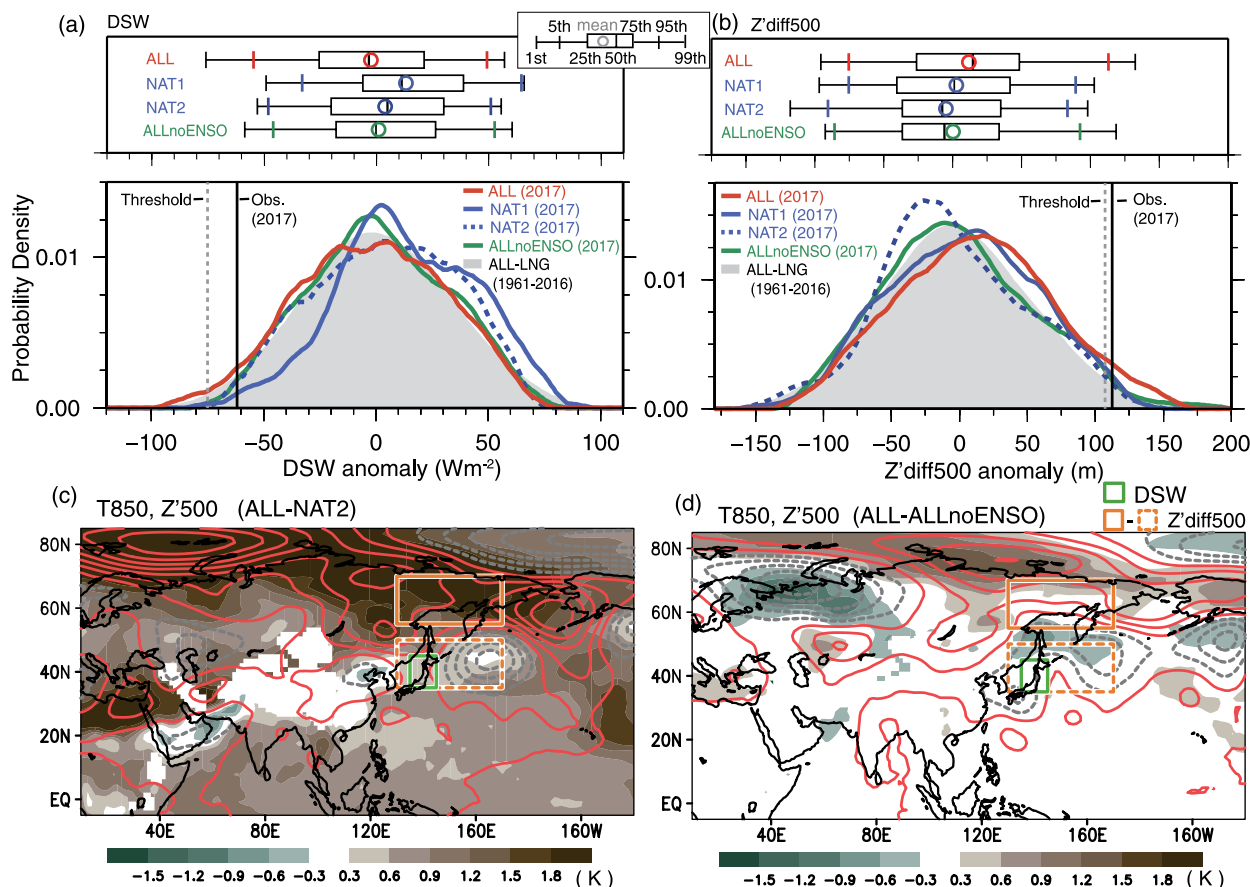 (a) DSW
ALL
NAT1
NAT2
ALLnoENSO
5th mean 75th 95th
1st 25th 50th 99th
(b) Z'diff500
ALL
NAT1
NAT2
ALLnoENSO
Probability Density
0.01
0.00
Threshold
Obs.
(2017)
ALL (2017)
NAT1 (2017)
NAT2 (2017)
ALLnoENSO (2017)
ALL-LNG
(1961-2016)
−100 −50 0 50 100
DSW anomaly (Wm-2)
ALL (2017)
NAT1 (2017)
NAT2 (2017)
ALLnoENSO (2017)
ALL-LNG
(1961-2016)
Threshold
Obs.
(2017)
0.01
0.00
−150 −100 −50 0 50 100 150 200
Z'diff500 anomaly (m)
(c) T850, Z'500 (ALL-NAT2)
80N
60N
40N
20N
EQ
40E 80E 120E 160E 160W
−1.5 −1.2 −0.9 −0.6 −0.3 0.3 0.6 0.9 1.2 1.5 1.8 (K)
(d) T850, Z'500 (ALL-ALLnoENSO)
DSW
- Z'diff500
80N
60N
40N
20N
EQ
40E 80E 120E 160E 160W
−1.5 −1.2 −0.9 −0.6 −0.3 0.3 0.6 0.9 1.2 1.5 1.8 (K)